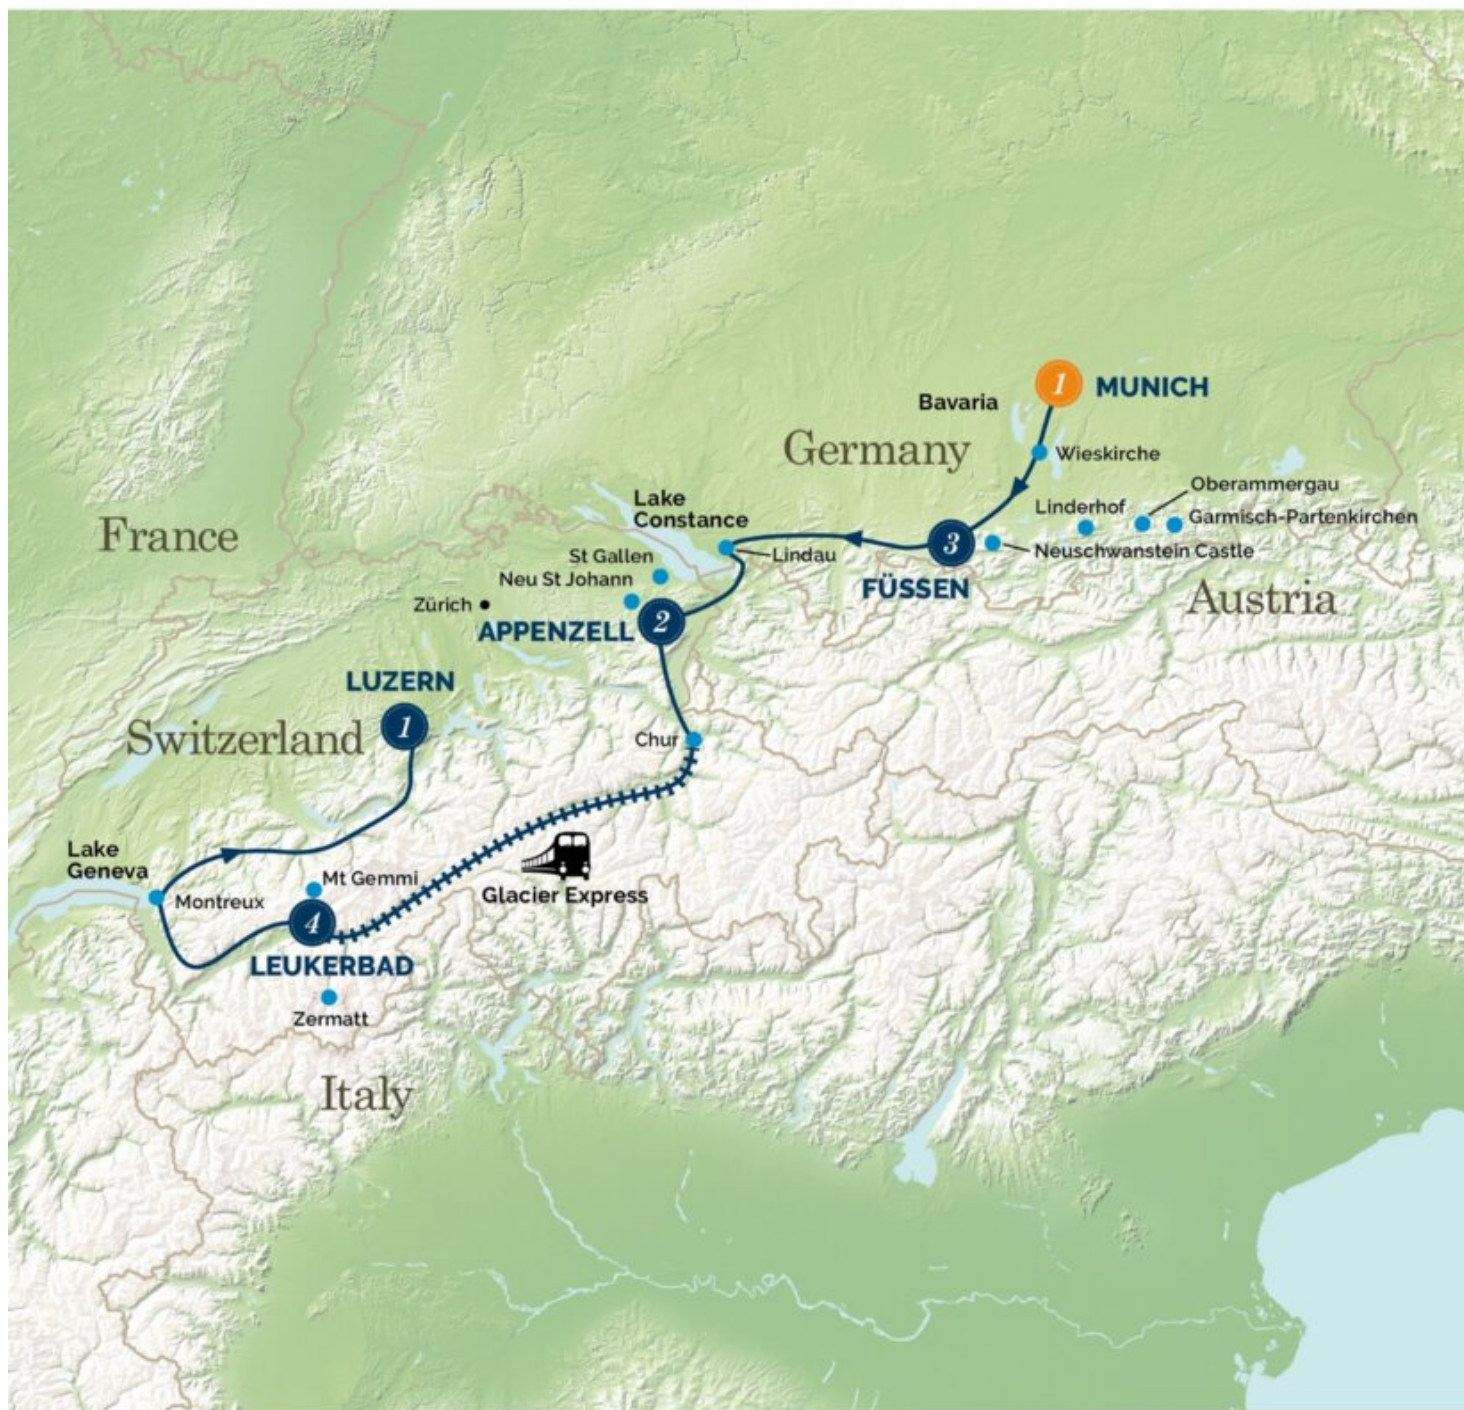 1
MUNICH
Bavaria
Germany
Wieskirche
Oberammergau
Lake
Constance
Linderhof
Garmisch-Partenkirchen
France
3
Neuschwanstein Castle
Lindau
St Gallen
Neu St Johann
FÜSSEN
Austria
Zürich
APPENZELL
2
LUZERN
1
Switzerland
Chur
Lake
Geneva
Mt Gemmi
Glacier Express
Montreux
4
LEUKERBAD
Zermatt
Italy